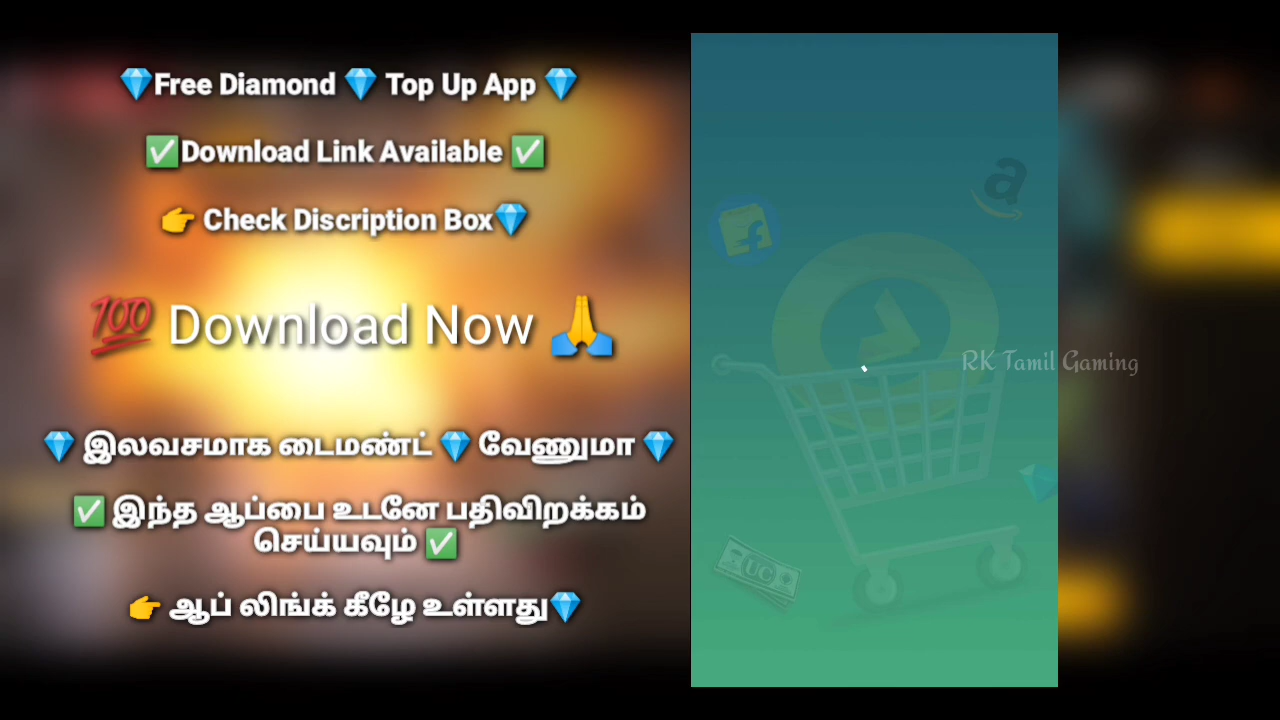 💎Free Diamond 💎 Top Up App 💎
✅Download Link Available ✅
👉 Check Discription Box💎
💯 Download Now 🙏
💎 இலவசமாக டைமண்ட் 💎 வேணுமா 💎
✅ இந்த ஆப்பை உடனே பதிவிறக்கம்
செய்யவும் ✅
👉 ஆப் லிங்க் கீழே உள்ளது💎
RK Tamil Gaming
UC